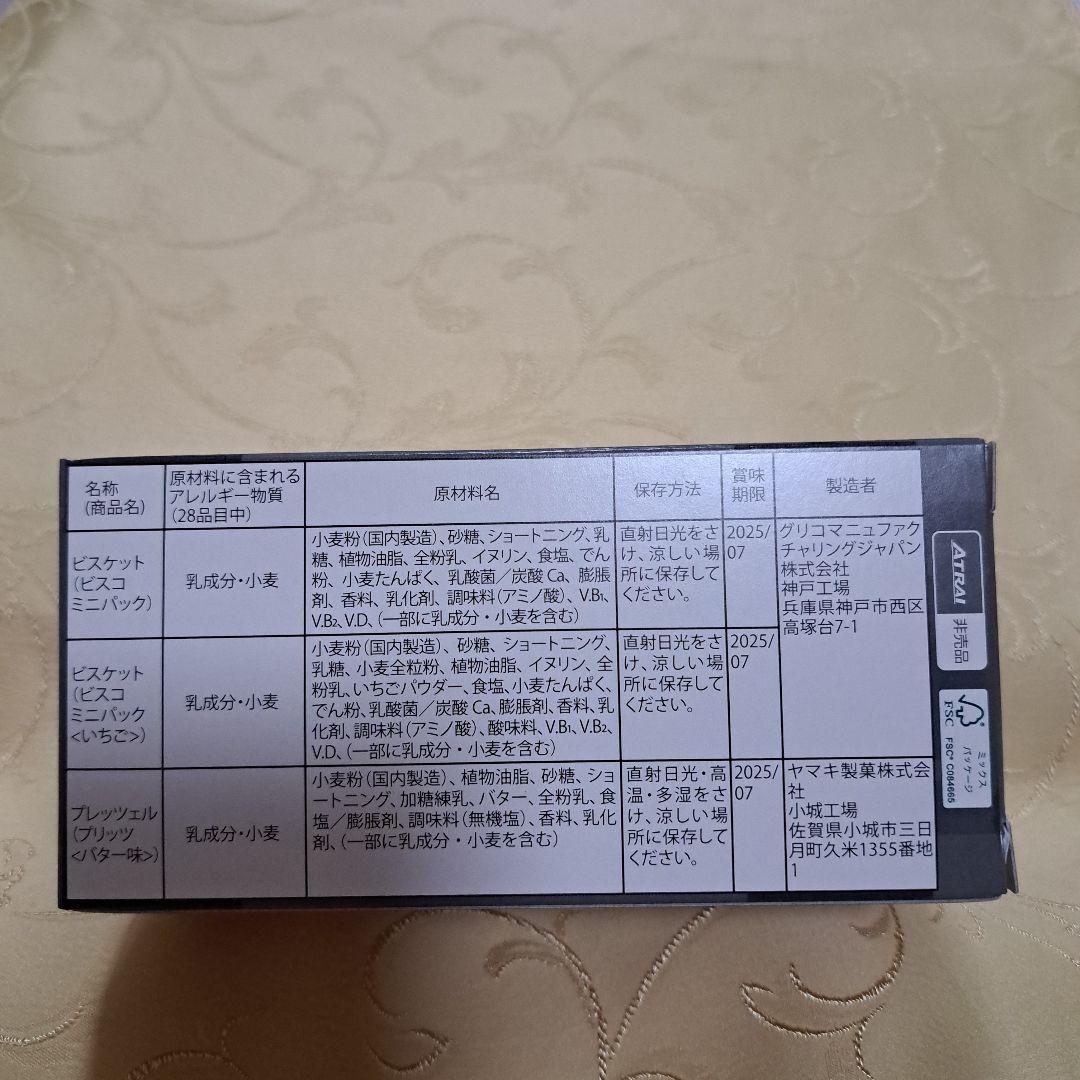 名称
(商品名)
原材料に含まれる
アレルギー物質
(28品目中)
原材料名
保存方法
賞味
期限
製造者
ビスケット
(ビスコ
ミニパック)
乳成分・小麦
小麦粉(国内製造)、砂糖、ショートニング、乳
糖、植物油脂、全粉乳、イヌリン、食塩、でん
粉、小麦たんぱく、乳酸菌／炭酸Ca、膨脹
剤、香料、乳化剤、調味料(アミノ酸)、V.B₁、
V.B₂、V.D、(一部に乳成分・小麦を含む)
直射日光をさ
け、涼しい場
所に保存して
ください。
2025/
07
グリコマニュファク
チャリングジャパン
株式会社
神戸工場
兵庫県神戸市西区
高塚台7-1
ビスケット
(ビスコ
ミニパック
<いちご>)
乳成分・小麦
小麦粉(国内製造)、砂糖、ショートニング、
乳糖、小麦全粒粉、植物油脂、イヌリン、全
粉乳、いちごパウダー、食塩、小麦たんぱく、
でん粉、乳酸菌／炭酸Ca、膨脹剤、香料、乳
化剤、調味料(アミノ酸)、酸味料、V.B₁、V.B₂、
V.D、(一部に乳成分・小麦を含む)
直射日光をさ
け、涼しい場
所に保存して
ください。
2025/
07
プレッツェル
(プリッツ
<バター味>)
乳成分・小麦
小麦粉(国内製造)、植物油脂、砂糖、ショ
ートニング、加糖練乳、バター、全粉乳、食
塩／膨脹剤、調味料(無機塩)、香料、乳化
剤、(一部に乳成分・小麦を含む)
直射日光・高
温・多湿をさ
け、涼しい場
所に保存して
ください。
2025/
07
ヤマキ製菓株式会
社
小城工場
佐賀県小城市三日
月町久米1355番地
1
ATRAI
非売品
FSC
ミックス
パッケージ
FSC® C084665